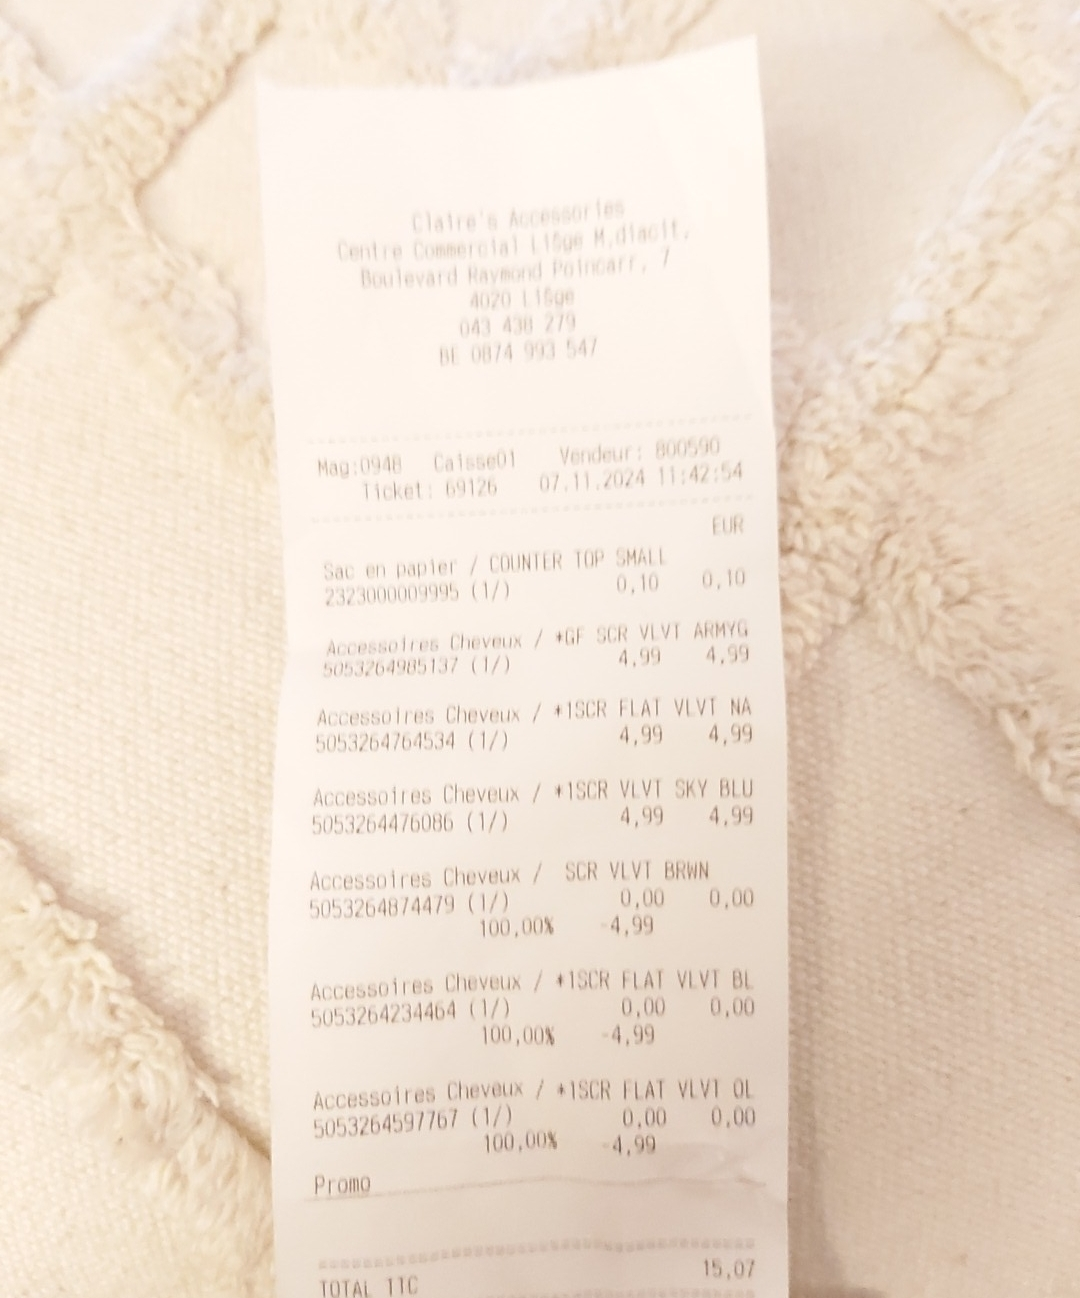 Claire's Accessories
Centre Commercial Li§ge M,diacit,
Boulevard Raymond Poincarr, 7
4020 Li§ge
043 438 279
BE 0874 993 547
Mag:0948 Caisse01 Vendeur: 800590
Ticket: 69126 07.11.2024 11:42:54
EUR
Sac en papier / COUNTER TOP SMALL
2323000009995 (1/) 0,10 0,10
Accessoires Cheveux / *GF SCR VLVT ARMYG
5053264985137 (1/) 4,99 4,99
Accessoires Cheveux / *1SCR FLAT VLVT NA
5053264764534 (1/) 4,99 4,99
Accessoires Cheveux / *1SCR VLVT SKY BLU
5053264476086 (1/) 4,99 4,99
Accessoires Cheveux / SCR VLVT BRWN
5053264874479 (1/) 0,00 0,00
100,00% -4,99
Accessoires Cheveux / *1SCR FLAT VLVT BL
5053264234464 (1/) 0,00 0,00
100,00% -4,99
Accessoires Cheveux / *1SCR FLAT VLVT OL
5053264597767 (1/) 0,00 0,00
100,00% -4,99
Promo
TOTAL TTC 15,07